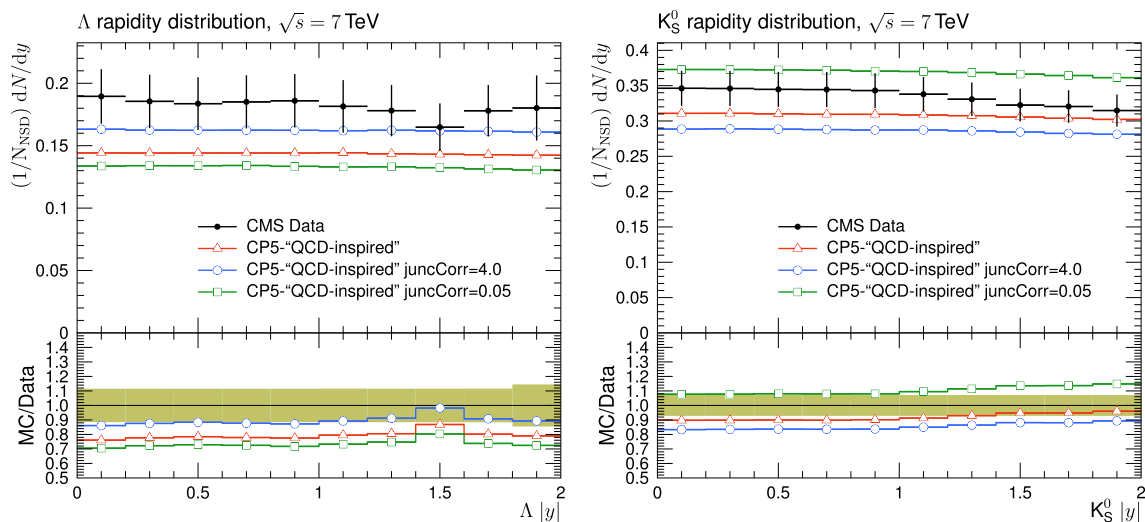 Λ rapidity distribution, √s = 7 TeV
(1/N_NSD) dN/dy
0.2
0.15
0.1
0.05
0
CMS Data
CP5-“QCD-inspired”
CP5-“QCD-inspired” juncCorr=4.0
CP5-“QCD-inspired” juncCorr=0.05
MC/Data
1.4
1.3
1.2
1.1
1.0
0.9
0.8
0.7
0.6
0.5
0 0.5 1 1.5 2
Λ |y|
K_S^0 rapidity distribution, √s = 7 TeV
(1/N_NSD) dN/dy
0.4
0.35
0.3
0.25
0.2
0.15
0.1
0.05
0
CMS Data
CP5-“QCD-inspired”
CP5-“QCD-inspired” juncCorr=4.0
CP5-“QCD-inspired” juncCorr=0.05
MC/Data
1.4
1.3
1.2
1.1
1.0
0.9
0.8
0.7
0.6
0.5
0 0.5 1 1.5 2
K_S^0 |y|